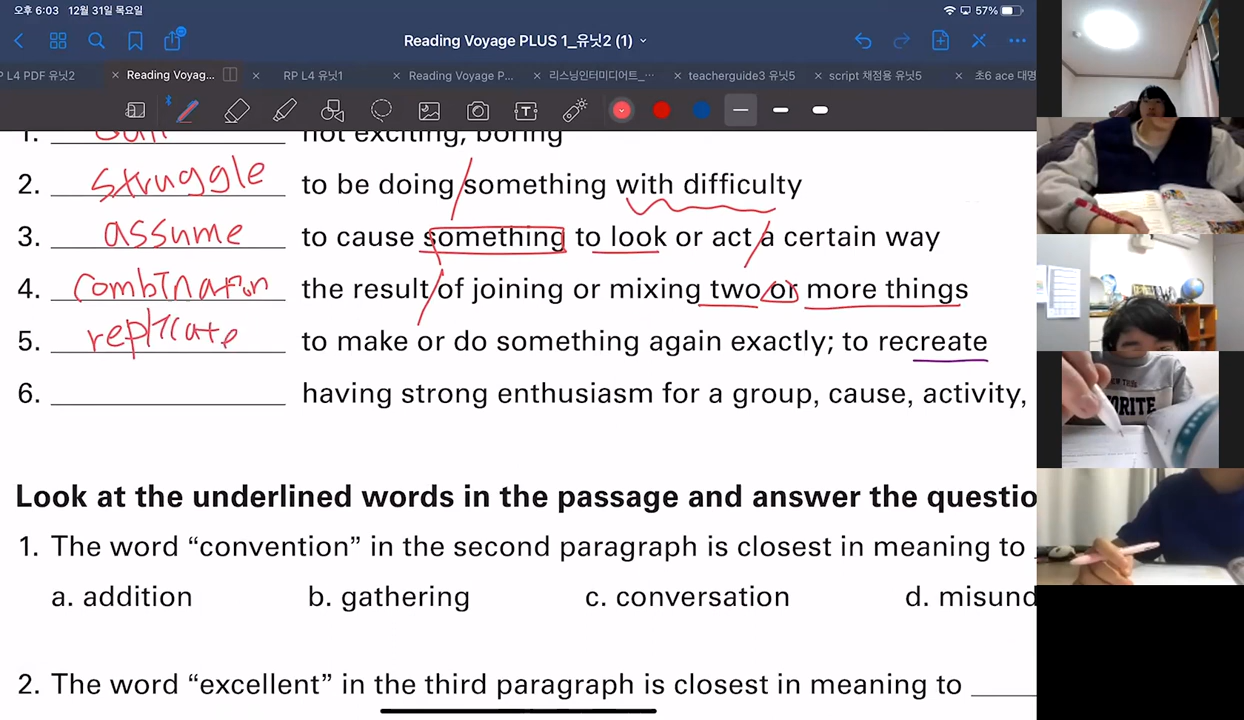 오후 6:03 12월 31일 목요일 57%
Reading Voyage PLUS 1_유닛2 (1)
P L4 PDF 유닛2 Reading Voyag... RP L4 유닛1 Reading Voyage P... 리스닝인터미디어트_... teacherguide3 유닛5 script 채점용 유닛5 초6 ace 대명
1. not exciting; boring
2. struggle to be doing something with difficulty
3. assume to cause something to look or act a certain way
4. combination the result of joining or mixing two or more things
5. replicate to make or do something again exactly; to recreate
6. having strong enthusiasm for a group, cause, activity,
Look at the underlined words in the passage and answer the questio
1. The word “convention” in the second paragraph is closest in meaning to
a. addition b. gathering c. conversation d. misund
2. The word “excellent” in the third paragraph is closest in meaning to